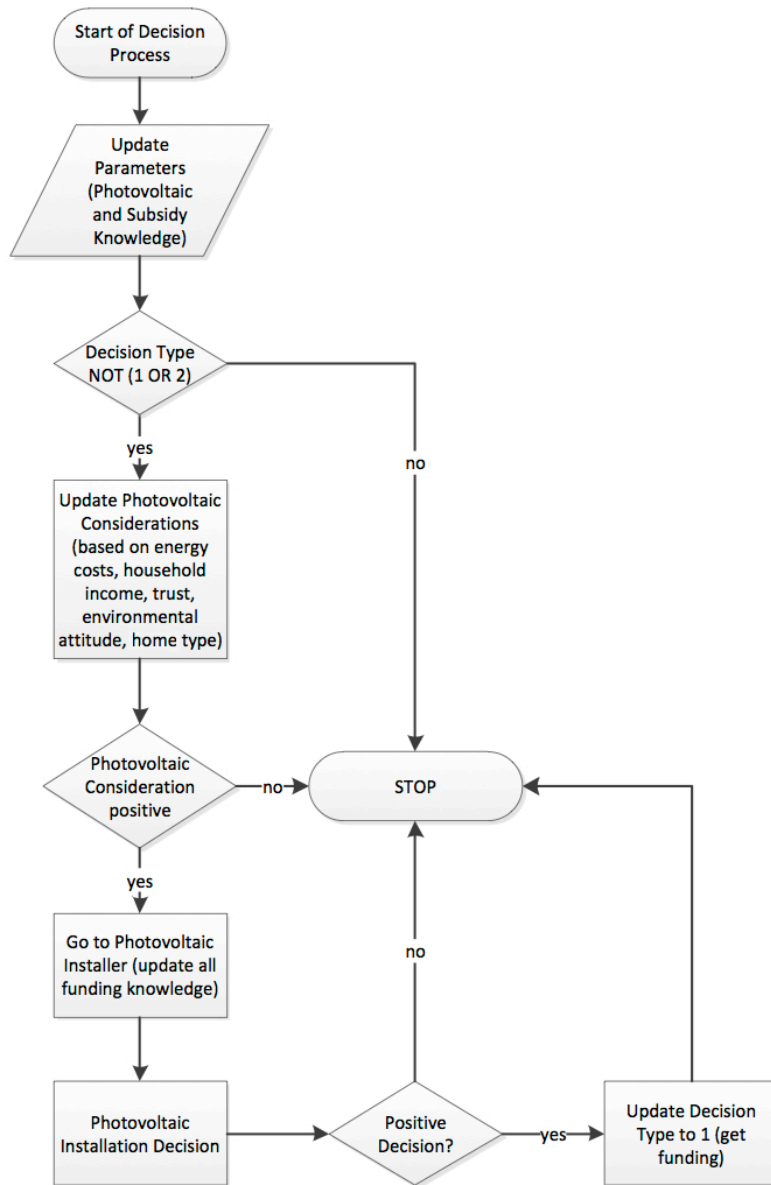 Start of Decision
Process
Update
Parameters
(Photovoltaic
and Subsidy
Knowledge)
Decision Type
NOT (1 OR 2)
yes
no
Update Photovoltaic
Considerations
(based on energy
costs, household
income, trust,
environmental
attitude, home type)
Photovoltaic
Consideration
positive
no
STOP
yes
Go to Photovoltaic
Installer (update all
funding knowledge)
no
Photovoltaic
Installation Decision
Positive
Decision?
yes
Update Decision
Type to 1 (get
funding)